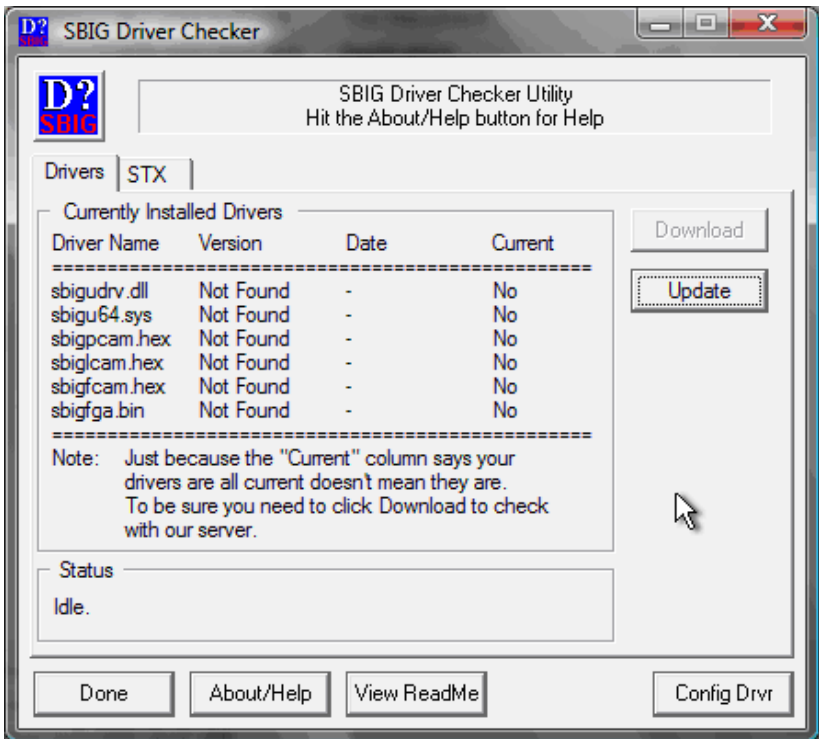 D?
SBIG
SBIG Driver Checker
D?
SBIG
SBIG Driver Checker Utility
Hit the About/Help button for Help
Drivers
STX
Currently Installed Drivers
Driver Name Version Date Current
=================================================
sbigudrv.dll Not Found - No
sbigu64.sys Not Found - No
sbigpcam.hex Not Found - No
sbiglcam.hex Not Found - No
sbigfcam.hex Not Found - No
sbigfga.bin Not Found - No
=================================================
Note: Just because the "Current" column says your
drivers are all current doesn't mean they are.
To be sure you need to click Download to check
with our server.
Download
Update
Status
Idle.
Done
About/Help
View ReadMe
Config Drvr